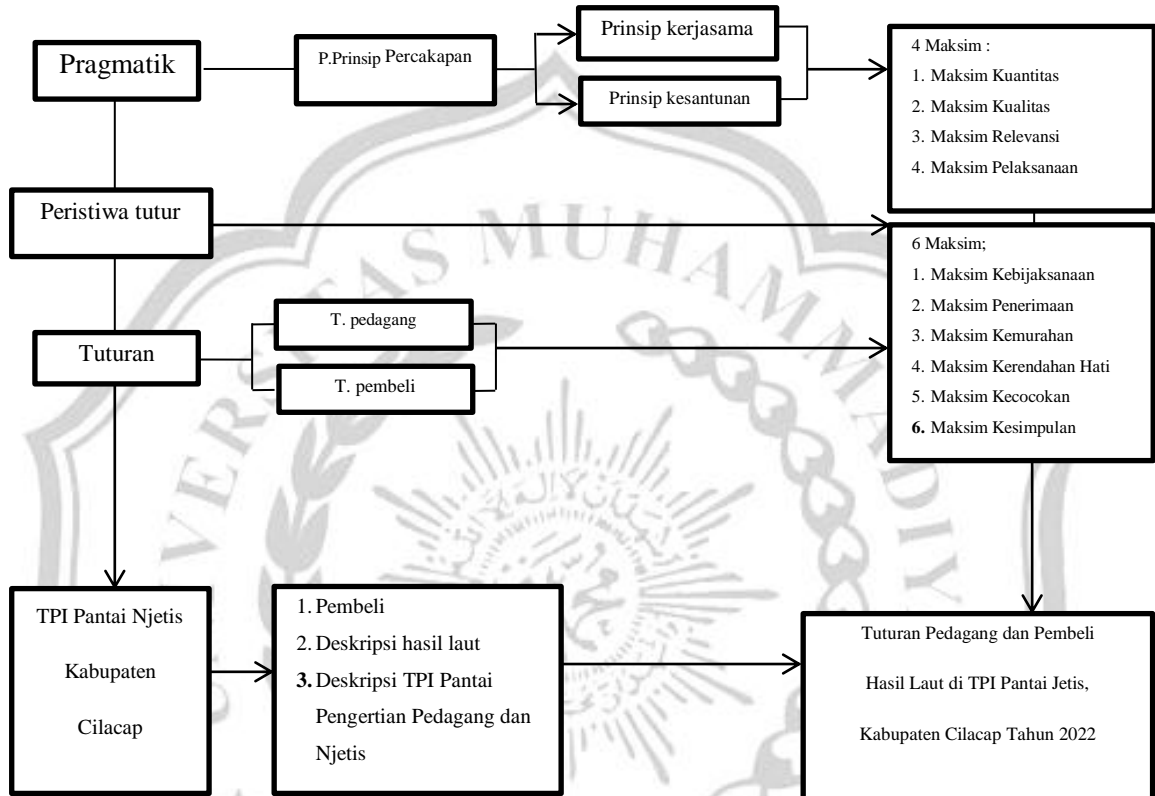 Pragmatik
P.Prinsip Percakapan
Prinsip kerjasama
Prinsip kesantunan
4 Maksim :
1. Maksim Kuantitas
2. Maksim Kualitas
3. Maksim Relevansi
4. Maksim Pelaksanaan
Peristiwa tutur
6 Maksim;
1. Maksim Kebijaksanaan
2. Maksim Penerimaan
3. Maksim Kemurahan
4. Maksim Kerendahan Hati
5. Maksim Kecocokan
6. Maksim Kesimpulan
Tuturan
T. pedagang
T. pembeli
TPI Pantai Njetis
Kabupaten
Cilacap
1. Pembeli
2. Deskripsi hasil laut
3. Deskripsi TPI Pantai
Pengertian Pedagang dan
Njetis
Tuturan Pedagang dan Pembeli
Hasil Laut di TPI Pantai Jetis,
Kabupaten Cilacap Tahun 2022
MUHAMMADIY